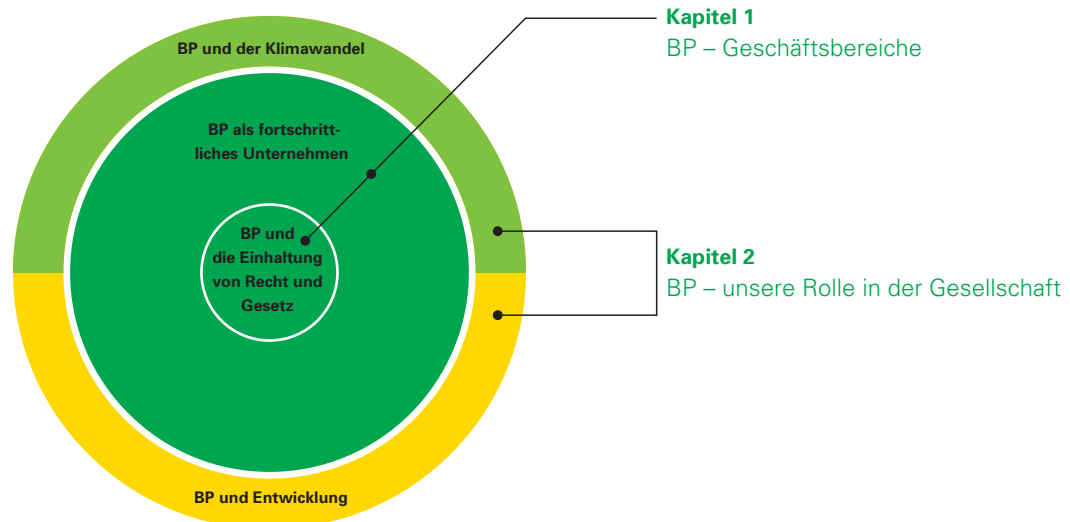 BP und der Klimawandel
BP als fortschritt-
liches Unternehmen
BP und
die Einhaltung
von Recht und
Gesetz
BP und Entwicklung
Kapitel 1
BP – Geschäftsbereiche
Kapitel 2
BP – unsere Rolle in der Gesellschaft